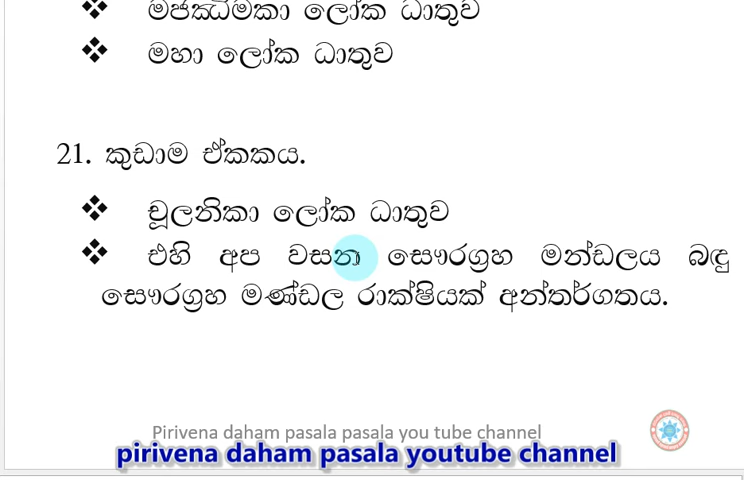 ❖ මජ්ඣිමකා ලෝක ධාතුව
❖ මහා ලෝක ධාතුව
21. කුඩාම ඒකකය.
❖ චූලනිකා ලෝක ධාතුව
❖ එහි අප වසන සෞරග්‍රහ මන්ඩලය බඳු
සෞරග්‍රහ මණ්ඩල රාක්ෂියක් අන්තර්ගතය.
Pirivena daham pasala pasala you tube channel
pirivena daham pasala youtube channel